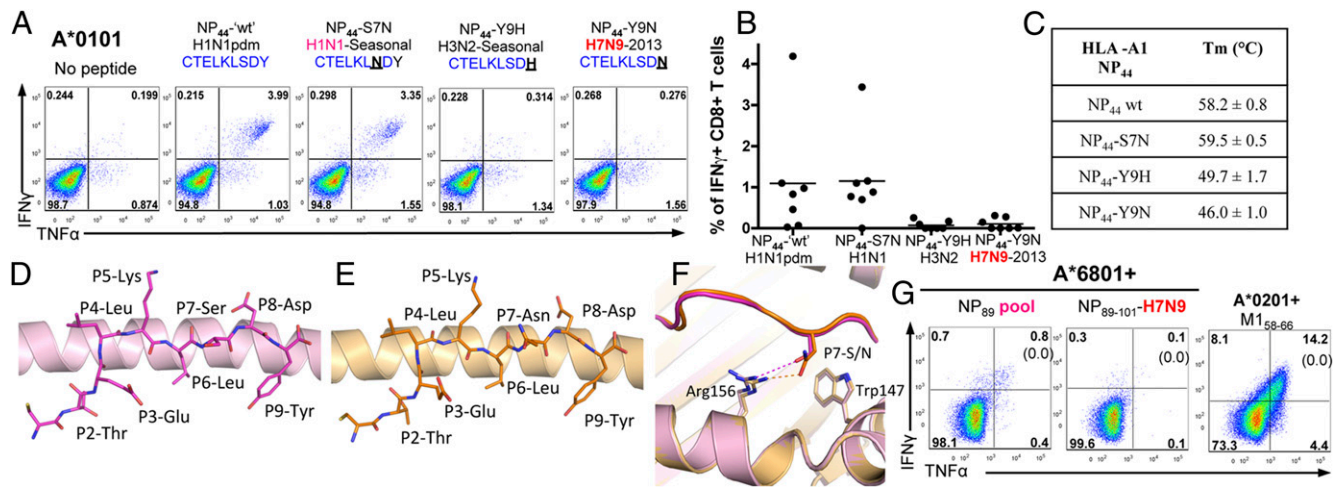 A
A*0101
No peptide
NP44-'wt'
H1N1pdm
CTELKLSDY
NP44-S7N
H1N1-Seasonal
CTELKLNDY
NP44-Y9H
H3N2-Seasonal
CTELKLSDH
NP44-Y9N
H7N9-2013
CTELKLSDN
0.244 0.199
98.7 0.874
0.215 3.99
94.8 1.03
0.298 3.35
94.8 1.55
0.228 0.314
98.1 1.34
0.268 0.276
97.9 1.56
IFNγ
TNFα
B
% of IFNγ+ CD8+ T cells
4
3
2
1
0
NP44-'wt'
H1N1pdm
NP44-S7N
H1N1
NP44-Y9H
H3N2
NP44-Y9N
H7N9-2013
C
HLA -A1
NP44
Tm (°C)
NP44 wt 58.2 ± 0.8
NP44-S7N 59.5 ± 0.5
NP44-Y9H 49.7 ± 1.7
NP44-Y9N 46.0 ± 1.0
D
P5-Lys
P4-Leu
P7-Ser
P8-Asp
P6-Leu
P3-Glu
P2-Thr
P9-Tyr
E
P5-Lys
P4-Leu
P7-Asn
P8-Asp
P6-Leu
P3-Glu
P2-Thr
P9-Tyr
F
P7-S/N
Arg156
Trp147
G
A*6801+
NP89 pool
NP89-101-H7N9
A*0201+
M158-66
0.7 0.8
(0.0)
98.1 0.4
0.3 0.1
(0.0)
99.6 0.1
8.1 14.2
(0.0)
73.3 4.4
IFNγ
TNFα